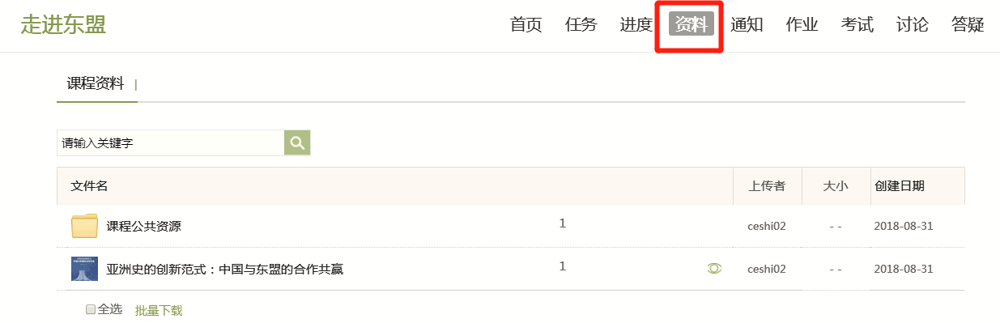 走进东盟 首页 任务 进度 资料 通知 作业 考试 讨论 答疑
课程资料 |
请输入关键字
文件名 上传者 大小 创建日期
课程公共资源 1 ceshi02 - - 2018-08-31
亚洲史的创新范式：中国与东盟的合作共赢 1 ceshi02 - - 2018-08-31
全选 批量下载